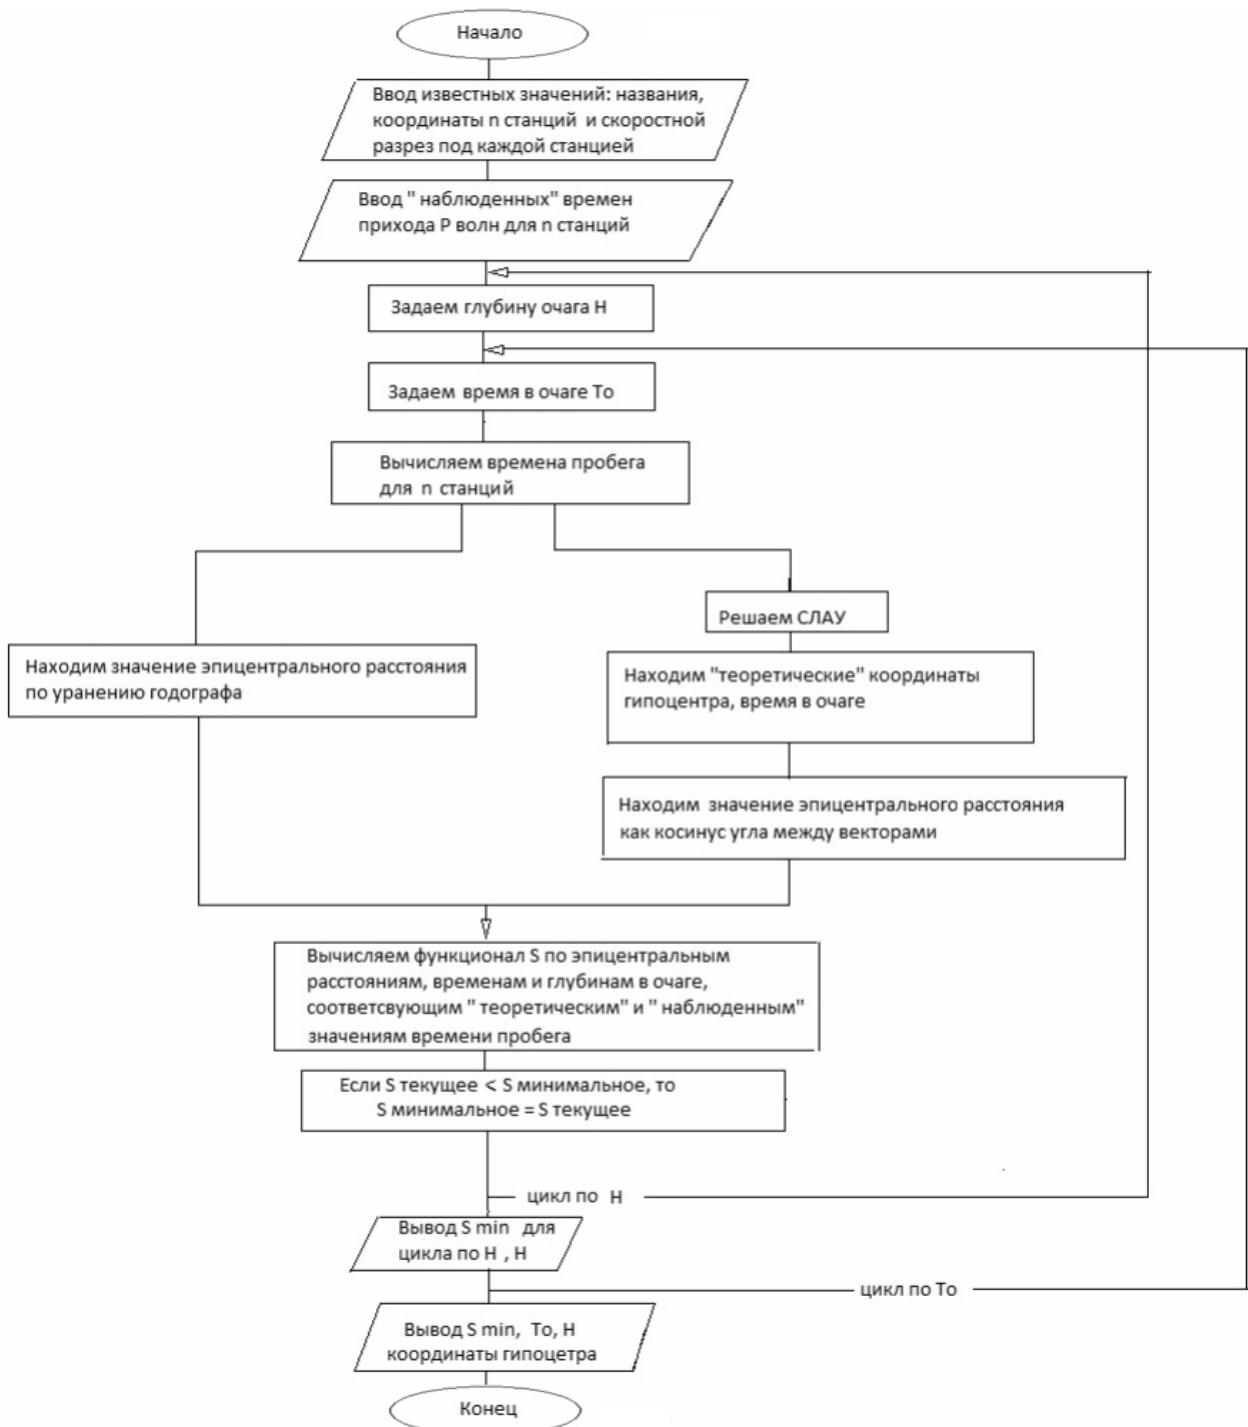 Начало
Ввод известных значений: названия,
координаты n станций и скоростной
разрез под каждой станцией
Ввод " наблюденных" времен
прихода P волн для n станций
Задаем глубину очага H
Задаем время в очаге To
Вычисляем времена пробега
для n станций
Решаем СЛАУ
Находим значение эпицентрального расстояния
по уранению годографа
Находим "теоретические" координаты
гипоцентра, время в очаге
Находим значение эпицентрального расстояния
как косинус угла между векторами
Вычисляем функционал S по эпицентральным
расстояниям, временам и глубинам в очаге,
соответсвующим " теоретическим" и " наблюденным"
значениям времени пробега
Если S текущее < S минимальное, то
S минимальное = S текущее
цикл по H
Вывод S min для
цикла по H , H
цикл по To
Вывод S min, To, H
координаты гипоцетра
Конец